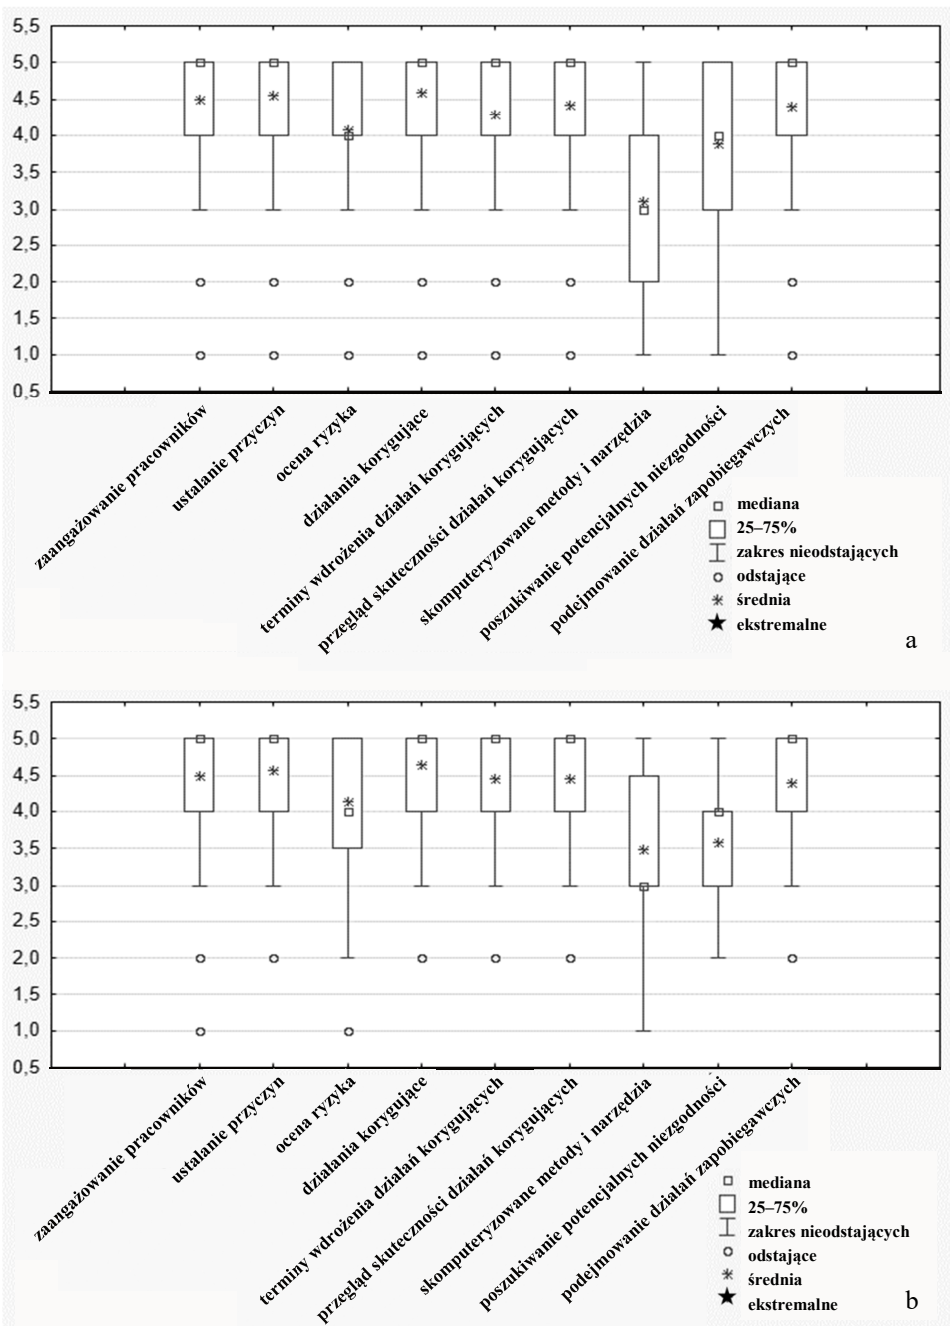 5,5
5,0
4,5
4,0
3,5
3,0
2,5
2,0
1,5
1,0
0,5
zaangażowanie pracowników
ustalanie przyczyn
ocena ryzyka
działania korygujące
terminy wdrożenia działań korygujących
przegląd skuteczności działań korygujących
skomputeryzowane metody i narzędzia
poszukiwanie potencjalnych niezgodności
podejmowanie działań zapobiegawczych
mediana
25–75%
zakres nieodstających
odstające
średnia
ekstremalne
a
5,5
5,0
4,5
4,0
3,5
3,0
2,5
2,0
1,5
1,0
0,5
zaangażowanie pracowników
ustalanie przyczyn
ocena ryzyka
działania korygujące
terminy wdrożenia działań korygujących
przegląd skuteczności działań korygujących
skomputeryzowane metody i narzędzia
poszukiwanie potencjalnych niezgodności
podejmowanie działań zapobiegawczych
mediana
25–75%
zakres nieodstających
odstające
średnia
ekstremalne
b